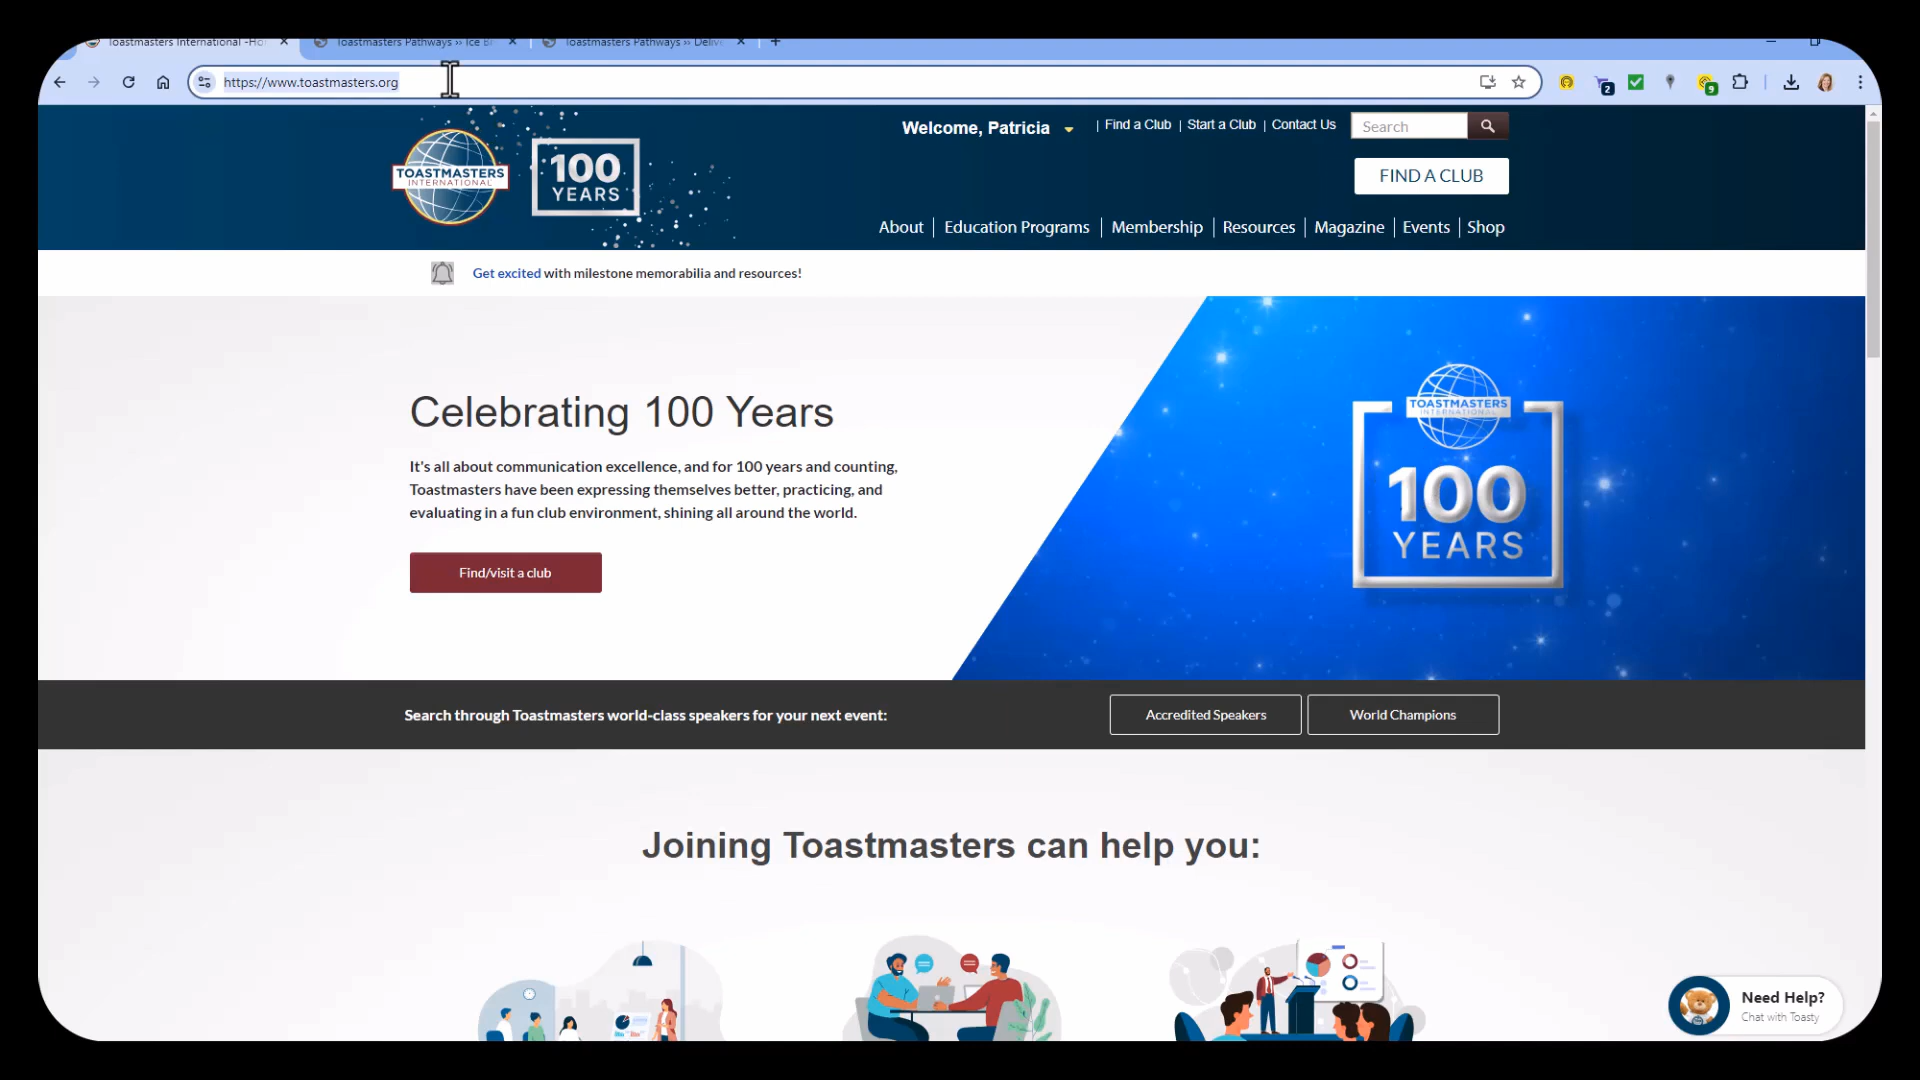 Toastmasters International -Ho
Toastmasters Pathways » Ice B
Toastmasters Pathways » Delive
https://www.toastmasters.org
2
9
TOASTMASTERS
INTERNATIONAL
100
YEARS
Welcome, Patricia
| Find a Club | Start a Club | Contact Us
Search
FIND A CLUB
About | Education Programs | Membership | Resources | Magazine | Events | Shop
Get excited with milestone memorabilia and resources!
Celebrating 100 Years
It's all about communication excellence, and for 100 years and counting,
Toastmasters have been expressing themselves better, practicing, and
evaluating in a fun club environment, shining all around the world.
Find/visit a club
TOASTMASTERS
INTERNATIONAL
100
YEARS
Search through Toastmasters world-class speakers for your next event:
Accredited Speakers
World Champions
Joining Toastmasters can help you:
Need Help?
Chat with Toasty